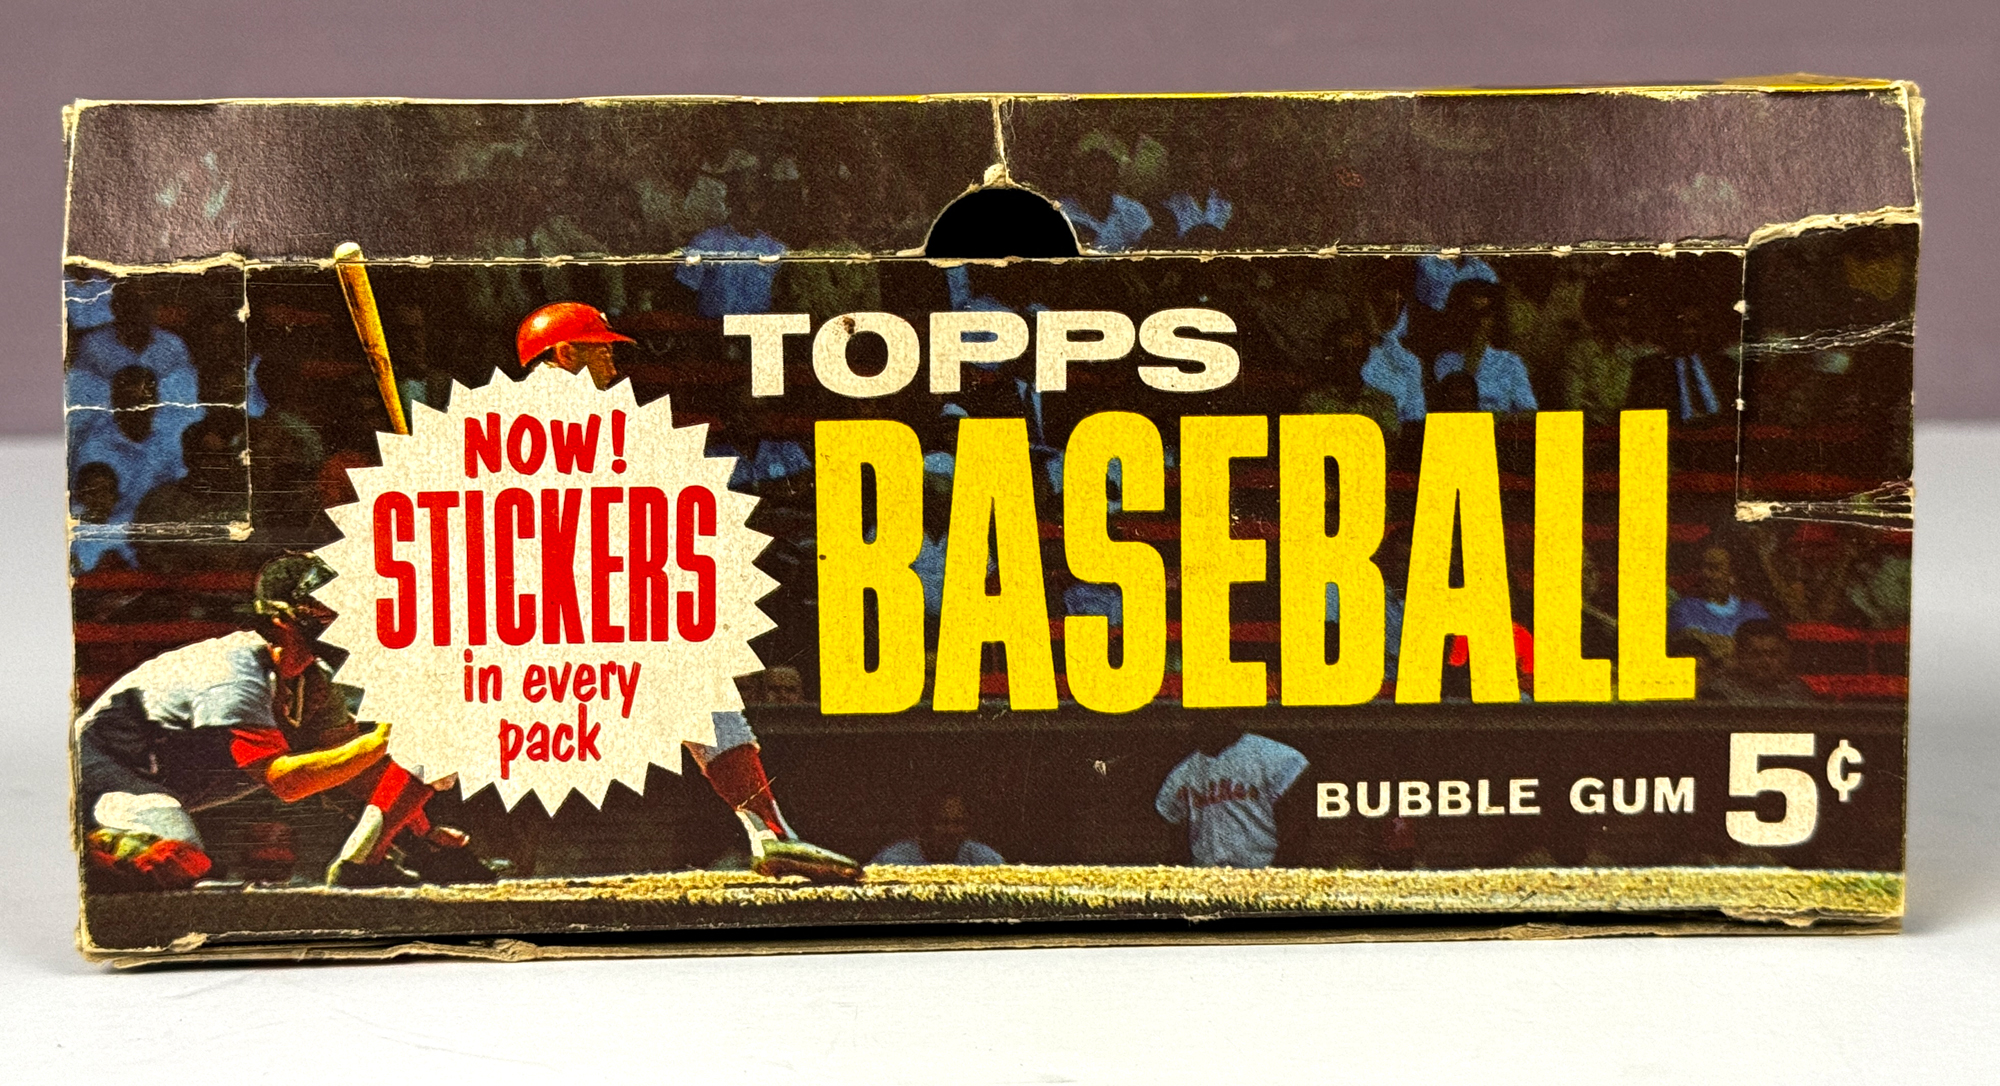 TOPPS
BASEBALL
NOW!
STICKERS
in every
pack
BUBBLE GUM 5¢